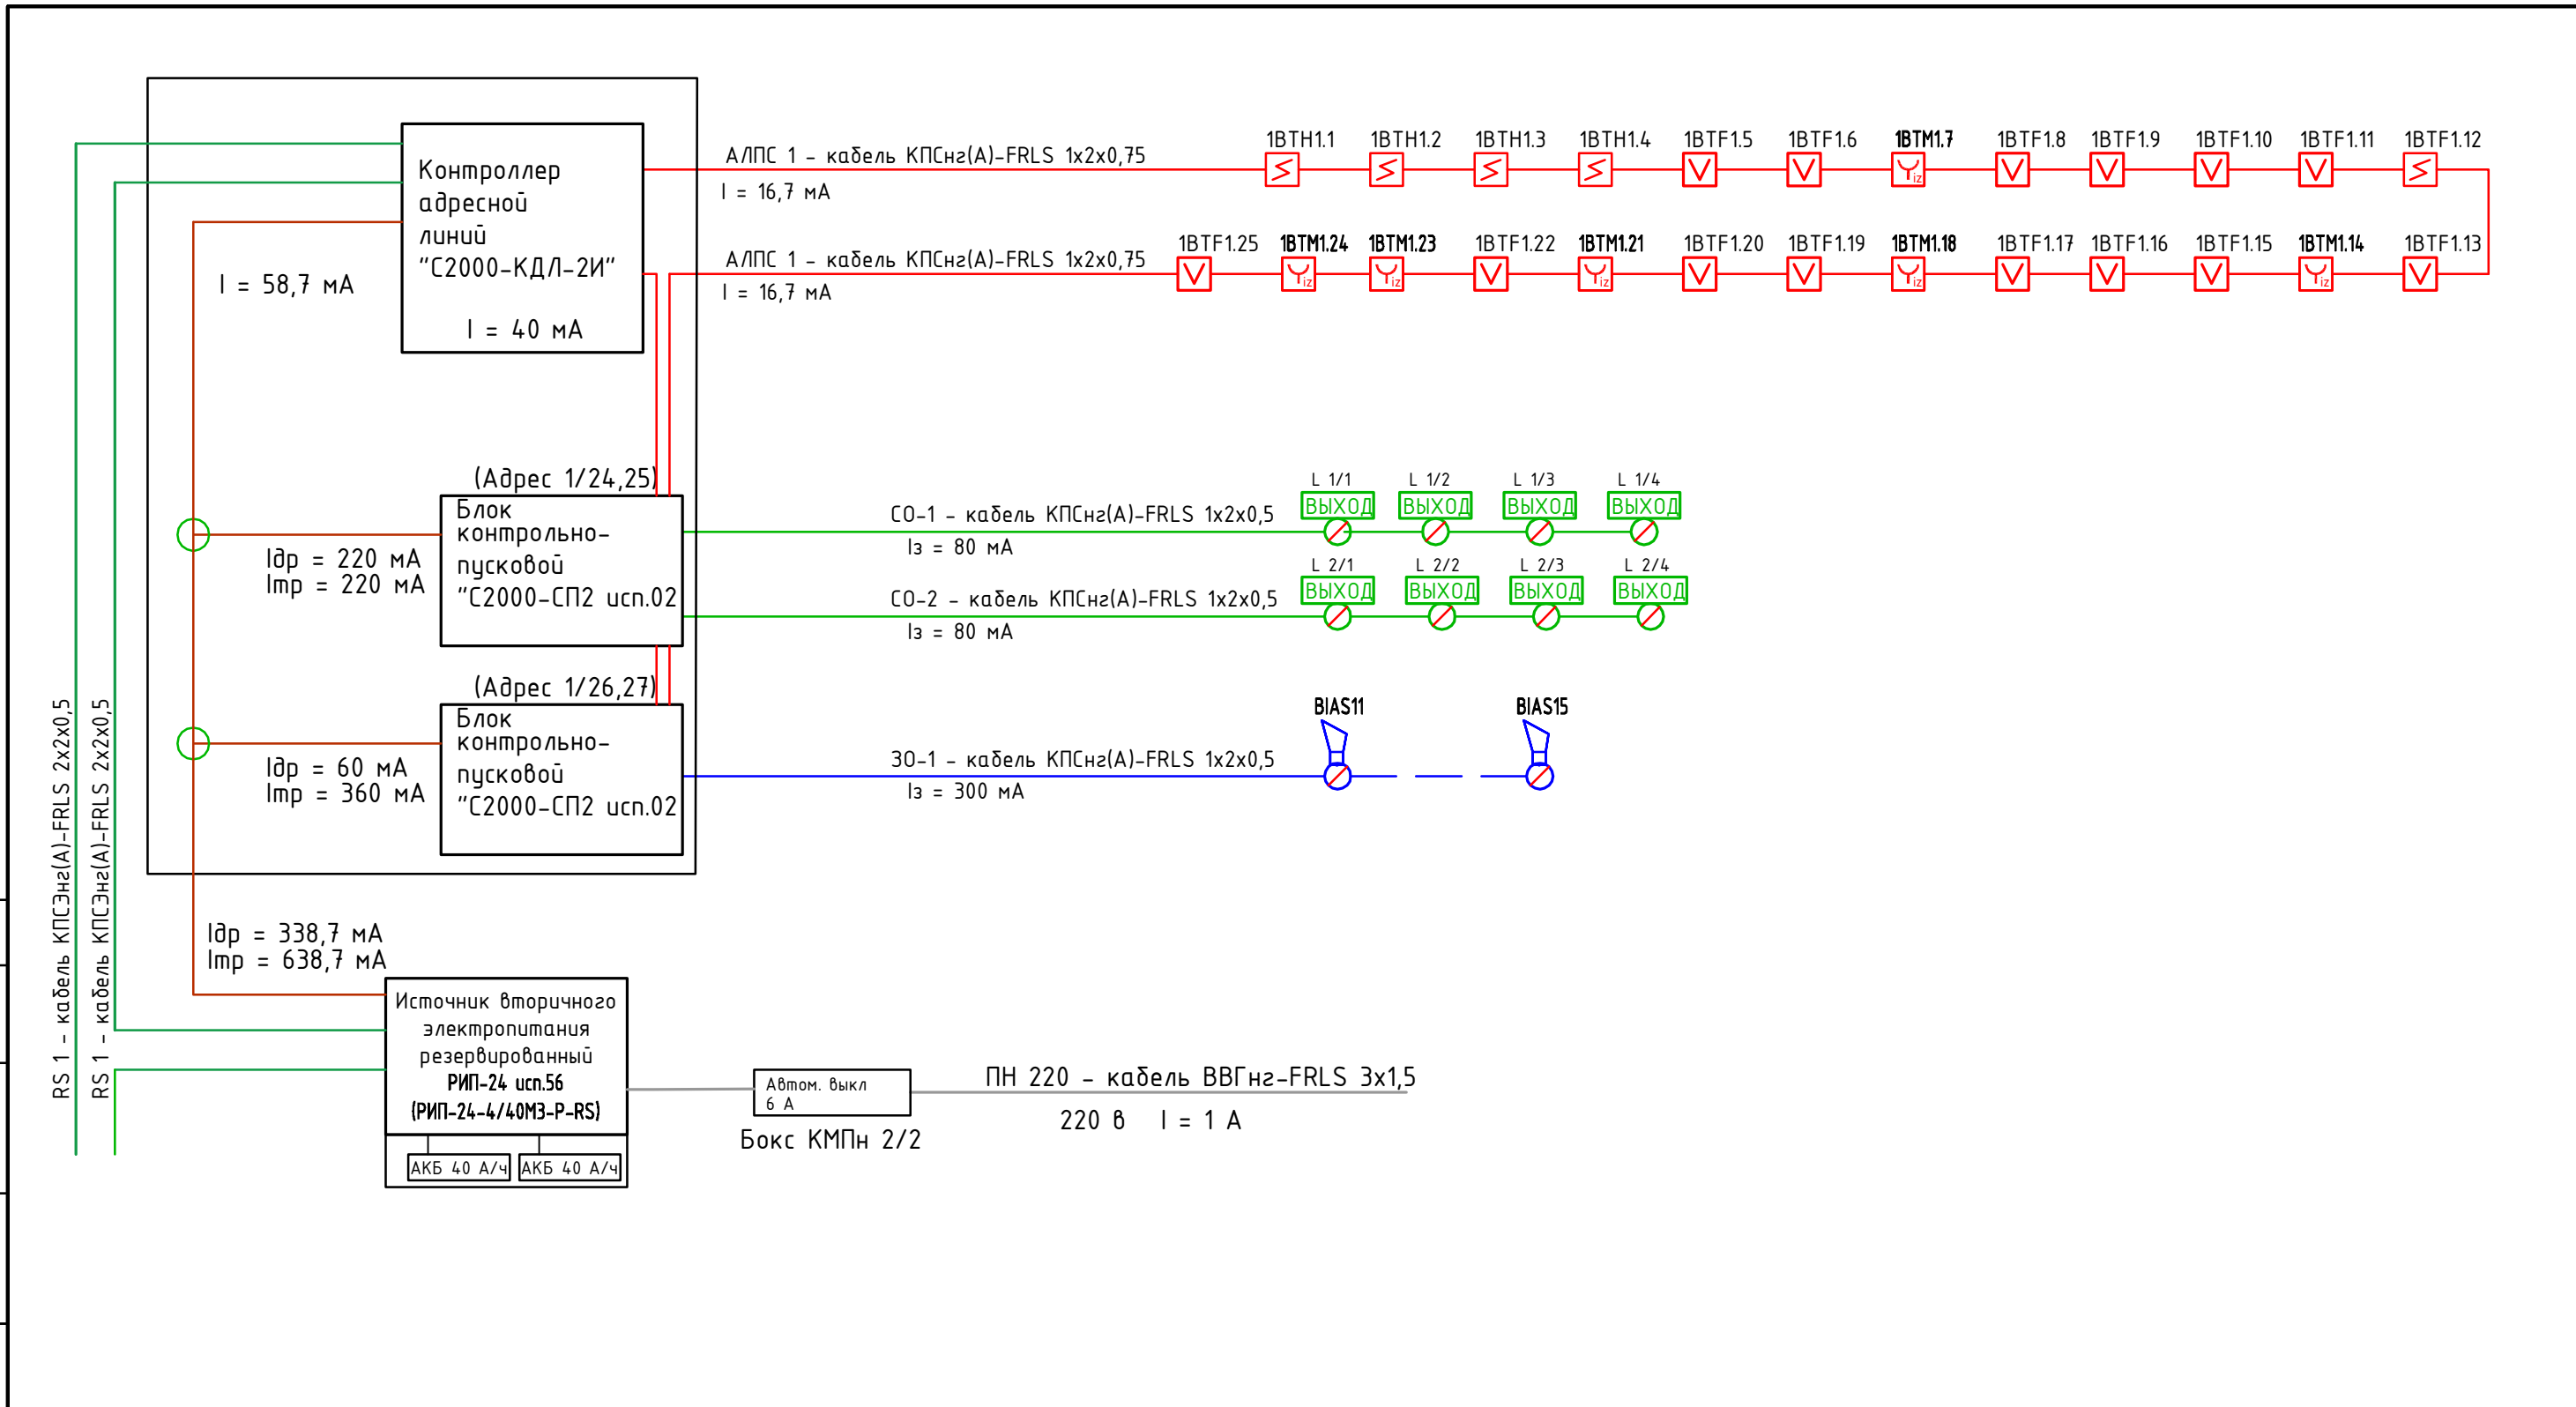 Контроллер
адресной
линий
"С2000-КДЛ-2И"
I = 40 мА
I = 58,7 мА
АЛПС 1 - кабель КПСнг(А)-FRLS 1х2х0,75
I = 16,7 мА
1BTH1.1 1BTH1.2 1BTH1.3 1BTH1.4 1BTF1.5 1BTF1.6 1BTM1.7 1BTF1.8 1BTF1.9 1BTF1.10 1BTF1.11 1BTF1.12
iz
АЛПС 1 - кабель КПСнг(А)-FRLS 1х2х0,75
I = 16,7 мА
1BTF1.25 1BTM1.24 1BTM1.23 1BTF1.22 1BTM1.21 1BTF1.20 1BTF1.19 1BTM1.18 1BTF1.17 1BTF1.16 1BTF1.15 1BTM1.14 1BTF1.13
iz iz iz iz iz
(Адрес 1/24,25)
Блок
контрольно-
пусковой
"С2000-СП2 исп.02
Iдр = 220 мА
Iтр = 220 мА
СО-1 - кабель КПСнг(А)-FRLS 1х2х0,5
Iз = 80 мА
L 1/1 L 1/2 L 1/3 L 1/4
ВЫХОД ВЫХОД ВЫХОД ВЫХОД
СО-2 - кабель КПСнг(А)-FRLS 1х2х0,5
Iз = 80 мА
L 2/1 L 2/2 L 2/3 L 2/4
ВЫХОД ВЫХОД ВЫХОД ВЫХОД
(Адрес 1/26,27)
Блок
контрольно-
пусковой
"С2000-СП2 исп.02
Iдр = 60 мА
Iтр = 360 мА
ЗО-1 - кабель КПСнг(А)-FRLS 1х2х0,5
Iз = 300 мА
BIAS11 BIAS15
RS 1 - кабель КПСЭнг(А)-FRLS 2х2х0,5
RS 1 - кабель КПСЭнг(А)-FRLS 2х2х0,5
Iдр = 338,7 мА
Iтр = 638,7 мА
Источник вторичного
электропитания
резервированный
РИП-24 исп.56
(РИП-24-4/40М3-Р-RS)
АКБ 40 А/ч АКБ 40 А/ч
Автом. выкл
6 А
Бокс КМПн 2/2
ПН 220 - кабель ВВГнг-FRLS 3х1,5
220 в I = 1 А